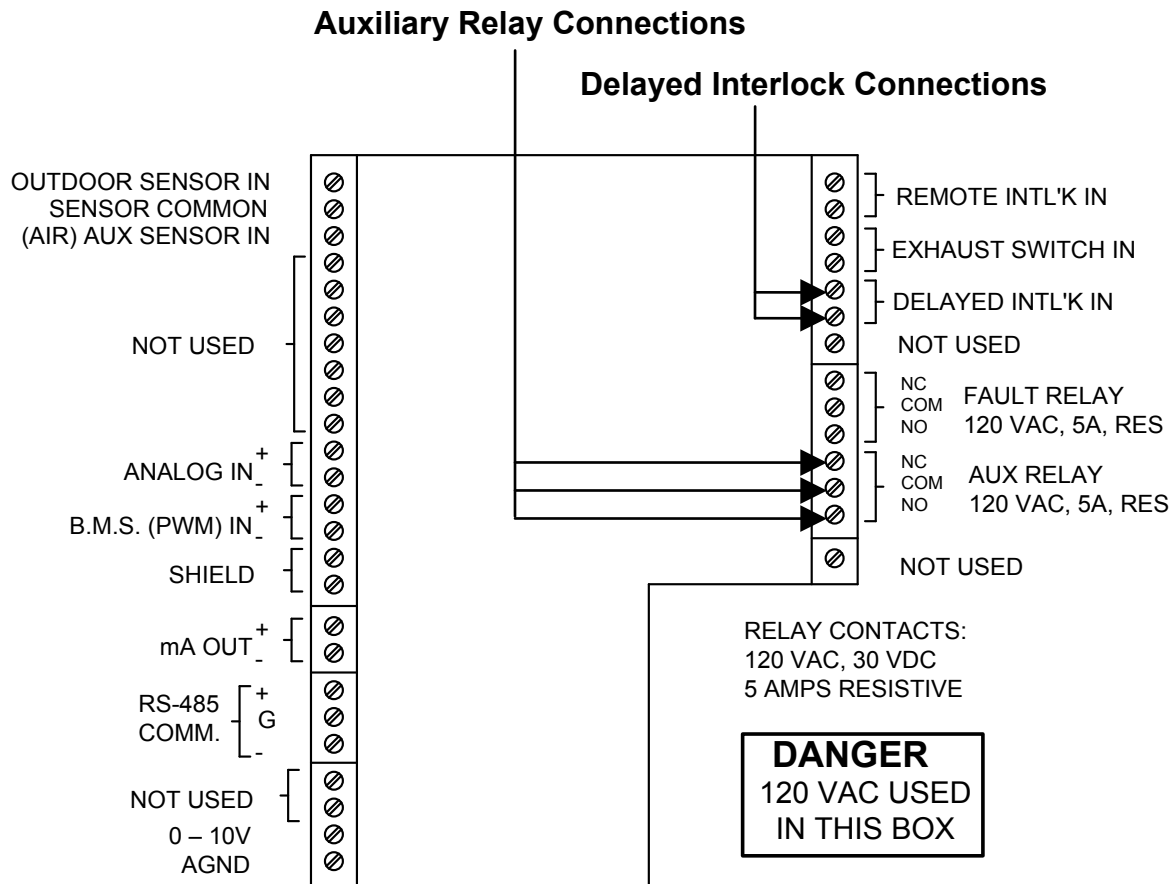 Auxiliary Relay Connections
Delayed Interlock Connections
OUTDOOR SENSOR IN
SENSOR COMMON
(AIR) AUX SENSOR IN
NOT USED
ANALOG IN
+
-
B.M.S. (PWM) IN
+
-
SHIELD
mA OUT
+
-
RS-485
COMM.
+
G
-
NOT USED
0 – 10V
AGND
REMOTE INTL'K IN
EXHAUST SWITCH IN
DELAYED INTL'K IN
NOT USED
NC
COM
NO
FAULT RELAY
120 VAC, 5A, RES
NC
COM
NO
AUX RELAY
120 VAC, 5A, RES
NOT USED
RELAY CONTACTS:
120 VAC, 30 VDC
5 AMPS RESISTIVE
DANGER
120 VAC USED
IN THIS BOX